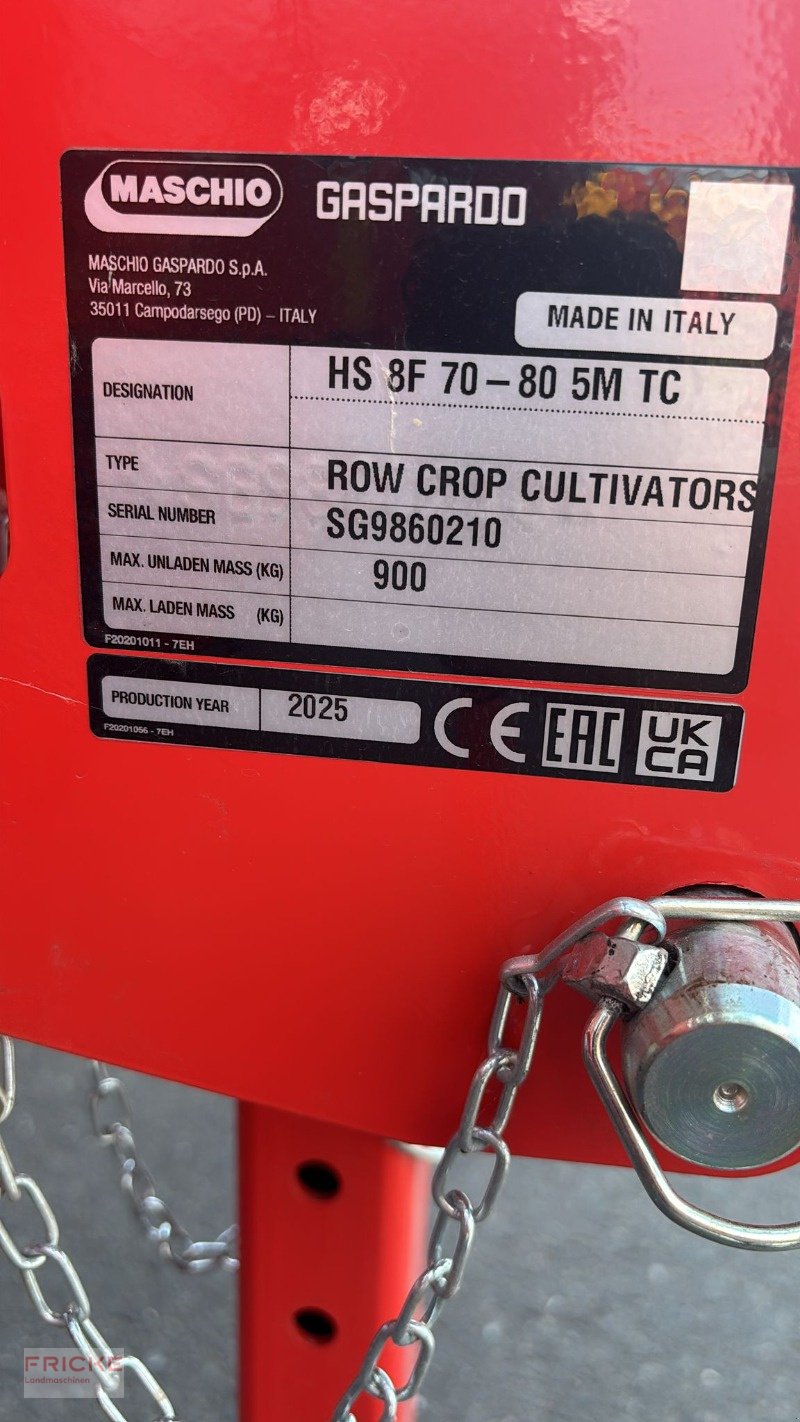 MASCHIO GASPARDO
MASCHIO GASPARDO S.p.A.
Via Marcello, 73
35011 Campodarsego (PD) – ITALY
MADE IN ITALY
DESIGNATION HS 8F 70–80 5M TC
TYPE ROW CROP CULTIVATORS
SERIAL NUMBER SG9860210
MAX. UNLADEN MASS (KG) 900
MAX. LADEN MASS (KG)
F20201011 - 7EH
PRODUCTION YEAR 2025
CE EAC UK
CA
F20201056 - 7EH
FRICKE
Landmaschinen